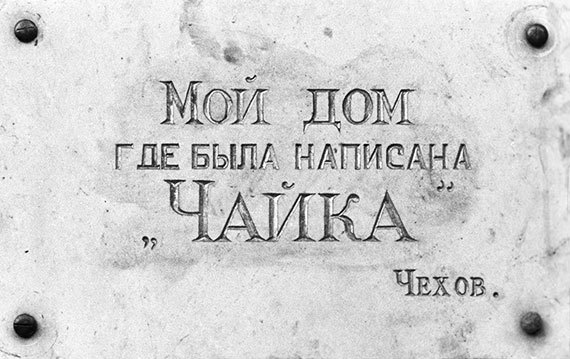 Мой дом
где была написана
„Чайка“
Чехов.